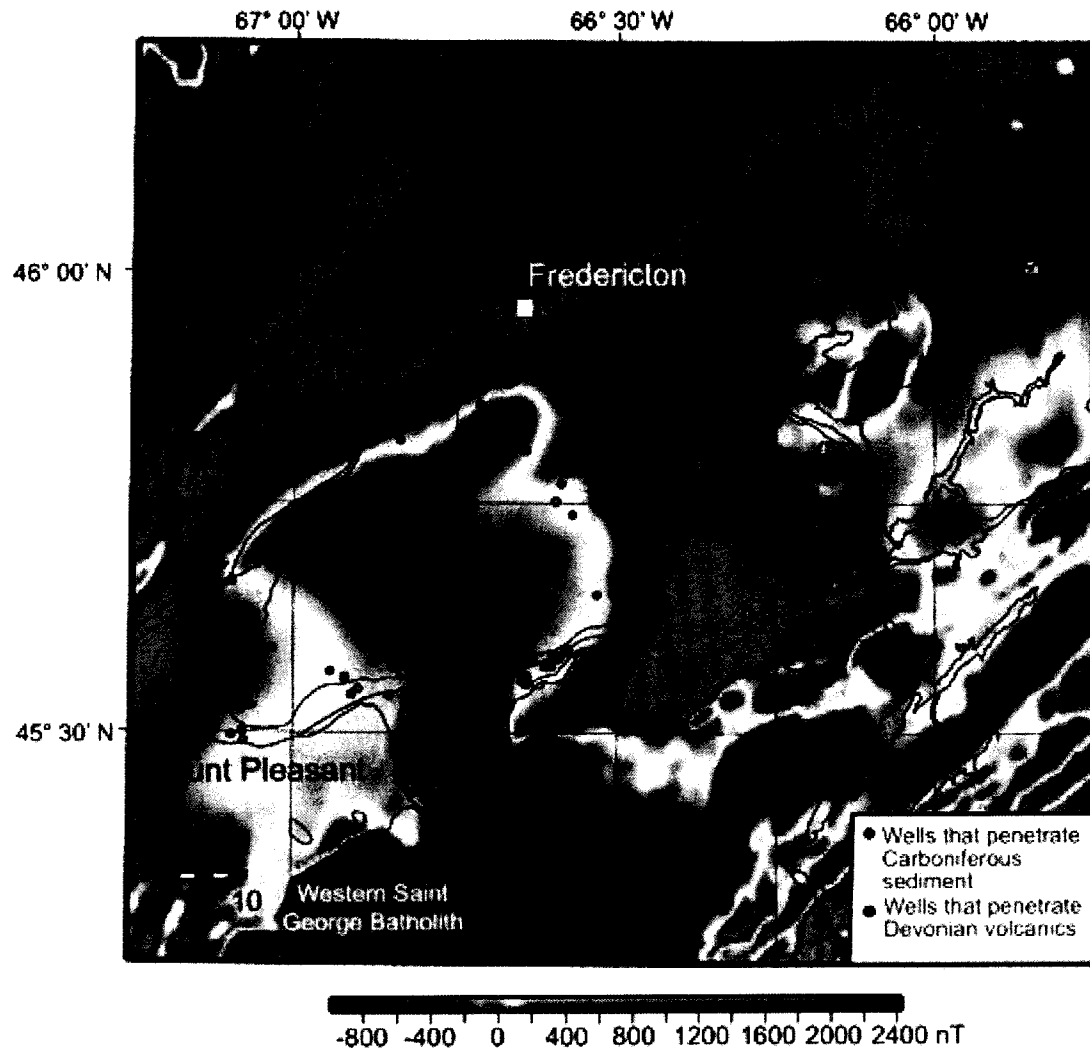 67° 00' W 66° 30' W 66° 00' W
46° 00' N
Fredericlon
45° 30' N
unt Pleasant
10
Western Saint
George Batholith
Wells that penetrate
Carboniferous
sediment
Wells that penetrate
Devonian volcanics
-800 -400 0 400 800 1200 1600 2000 2400 nT